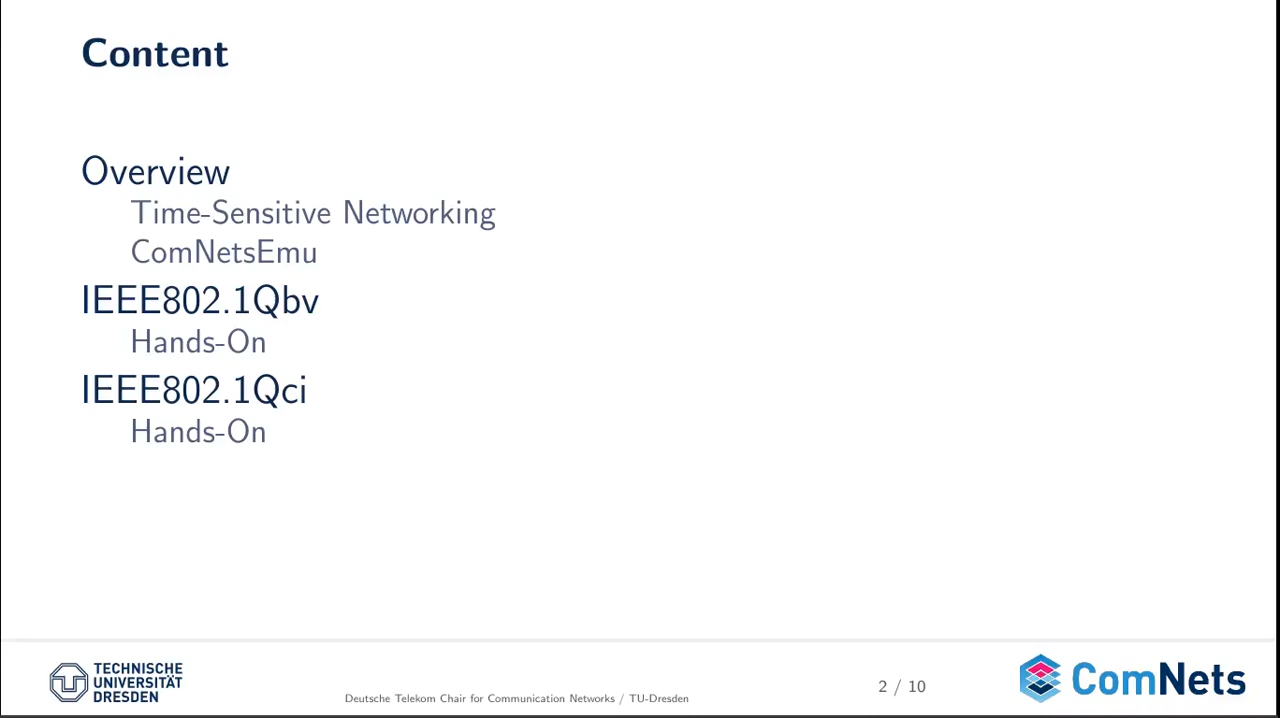 Content
Overview
Time-Sensitive Networking
ComNetsEmu
IEEE802.1Qbv
Hands-On
IEEE802.1Qci
Hands-On
TECHNISCHE
UNIVERSITÄT
DRESDEN
Deutsche Telekom Chair for Communication Networks / TU-Dresden
2 / 10
ComNets